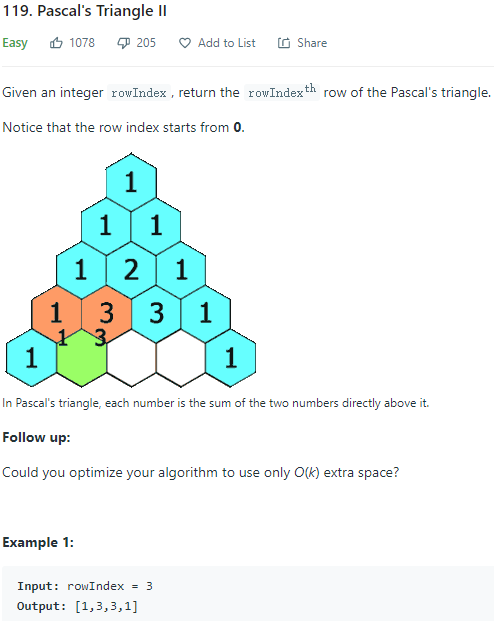 119. Pascal's Triangle II
Easy 1078 205 Add to List Share
Given an integer rowIndex , return the rowIndexth row of the Pascal's triangle.
Notice that the row index starts from 0.
1
1 1
1 2 1
1 3 3 1
1 3
1 1
In Pascal's triangle, each number is the sum of the two numbers directly above it.
Follow up:
Could you optimize your algorithm to use only O(k) extra space?
Example 1:
Input: rowIndex = 3
Output: [1,3,3,1]